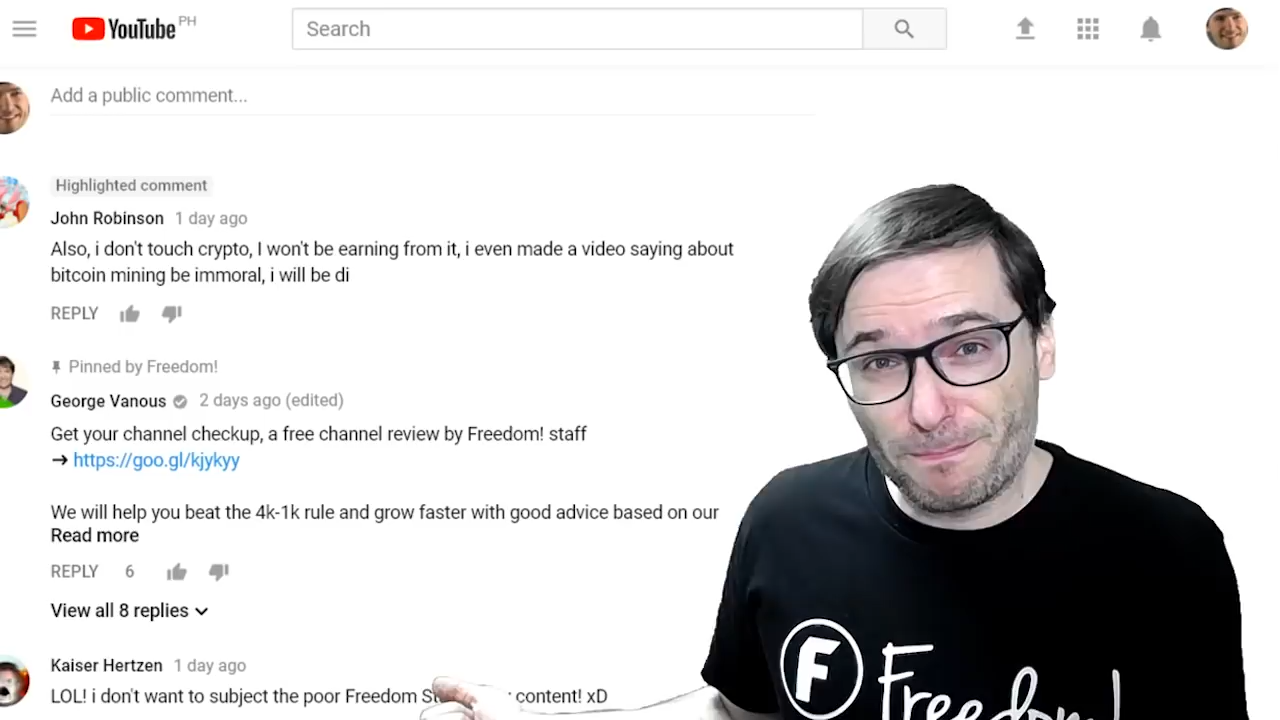 YouTube PH
Search
Add a public comment...
Highlighted comment
John Robinson 1 day ago
Also, i don't touch crypto, I won't be earning from it, i even made a video saying about
bitcoin mining be immoral, i will be di
REPLY
Pinned by Freedom!
George Vanous 2 days ago (edited)
Get your channel checkup, a free channel review by Freedom! staff
→ https://goo.gl/kjykyy
We will help you beat the 4k-1k rule and grow faster with good advice based on our
Read more
REPLY 6
View all 8 replies
Kaiser Hertzen 1 day ago
LOL! i don't want to subject the poor Freedom content! xD
F Freedom!